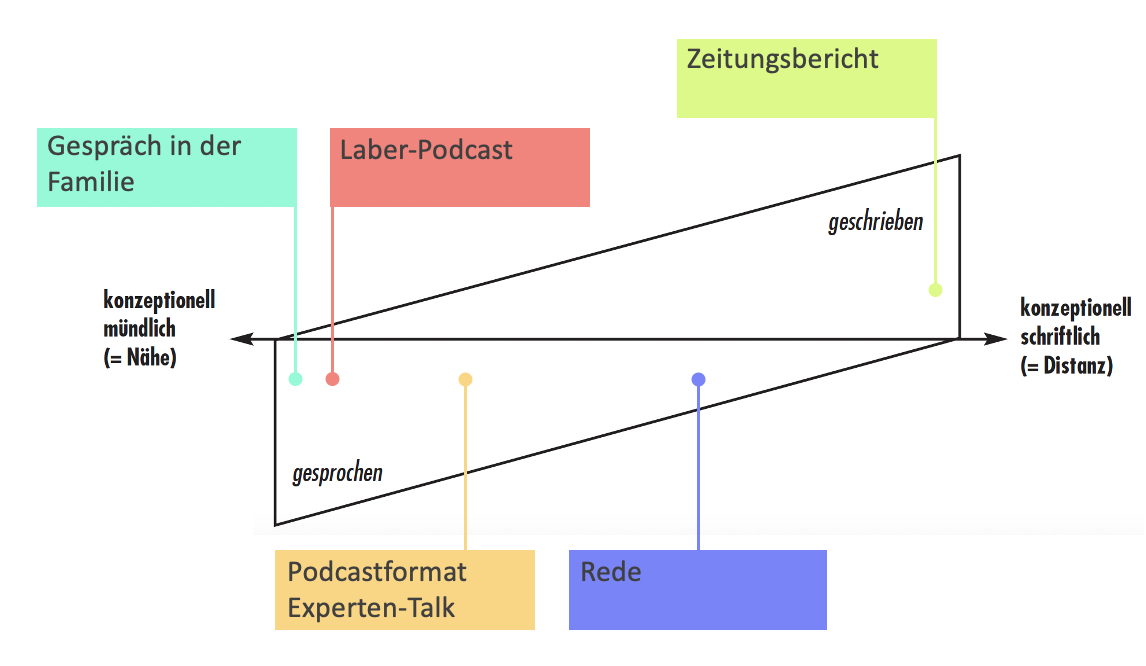 Zeitungsbericht
Gespräch in der
Familie
Laber-Podcast
geschrieben
konzeptionell
mündlich
(= Nähe)
konzeptionell
schriftlich
(= Distanz)
gesprochen
Podcastformat
Experten-Talk
Rede